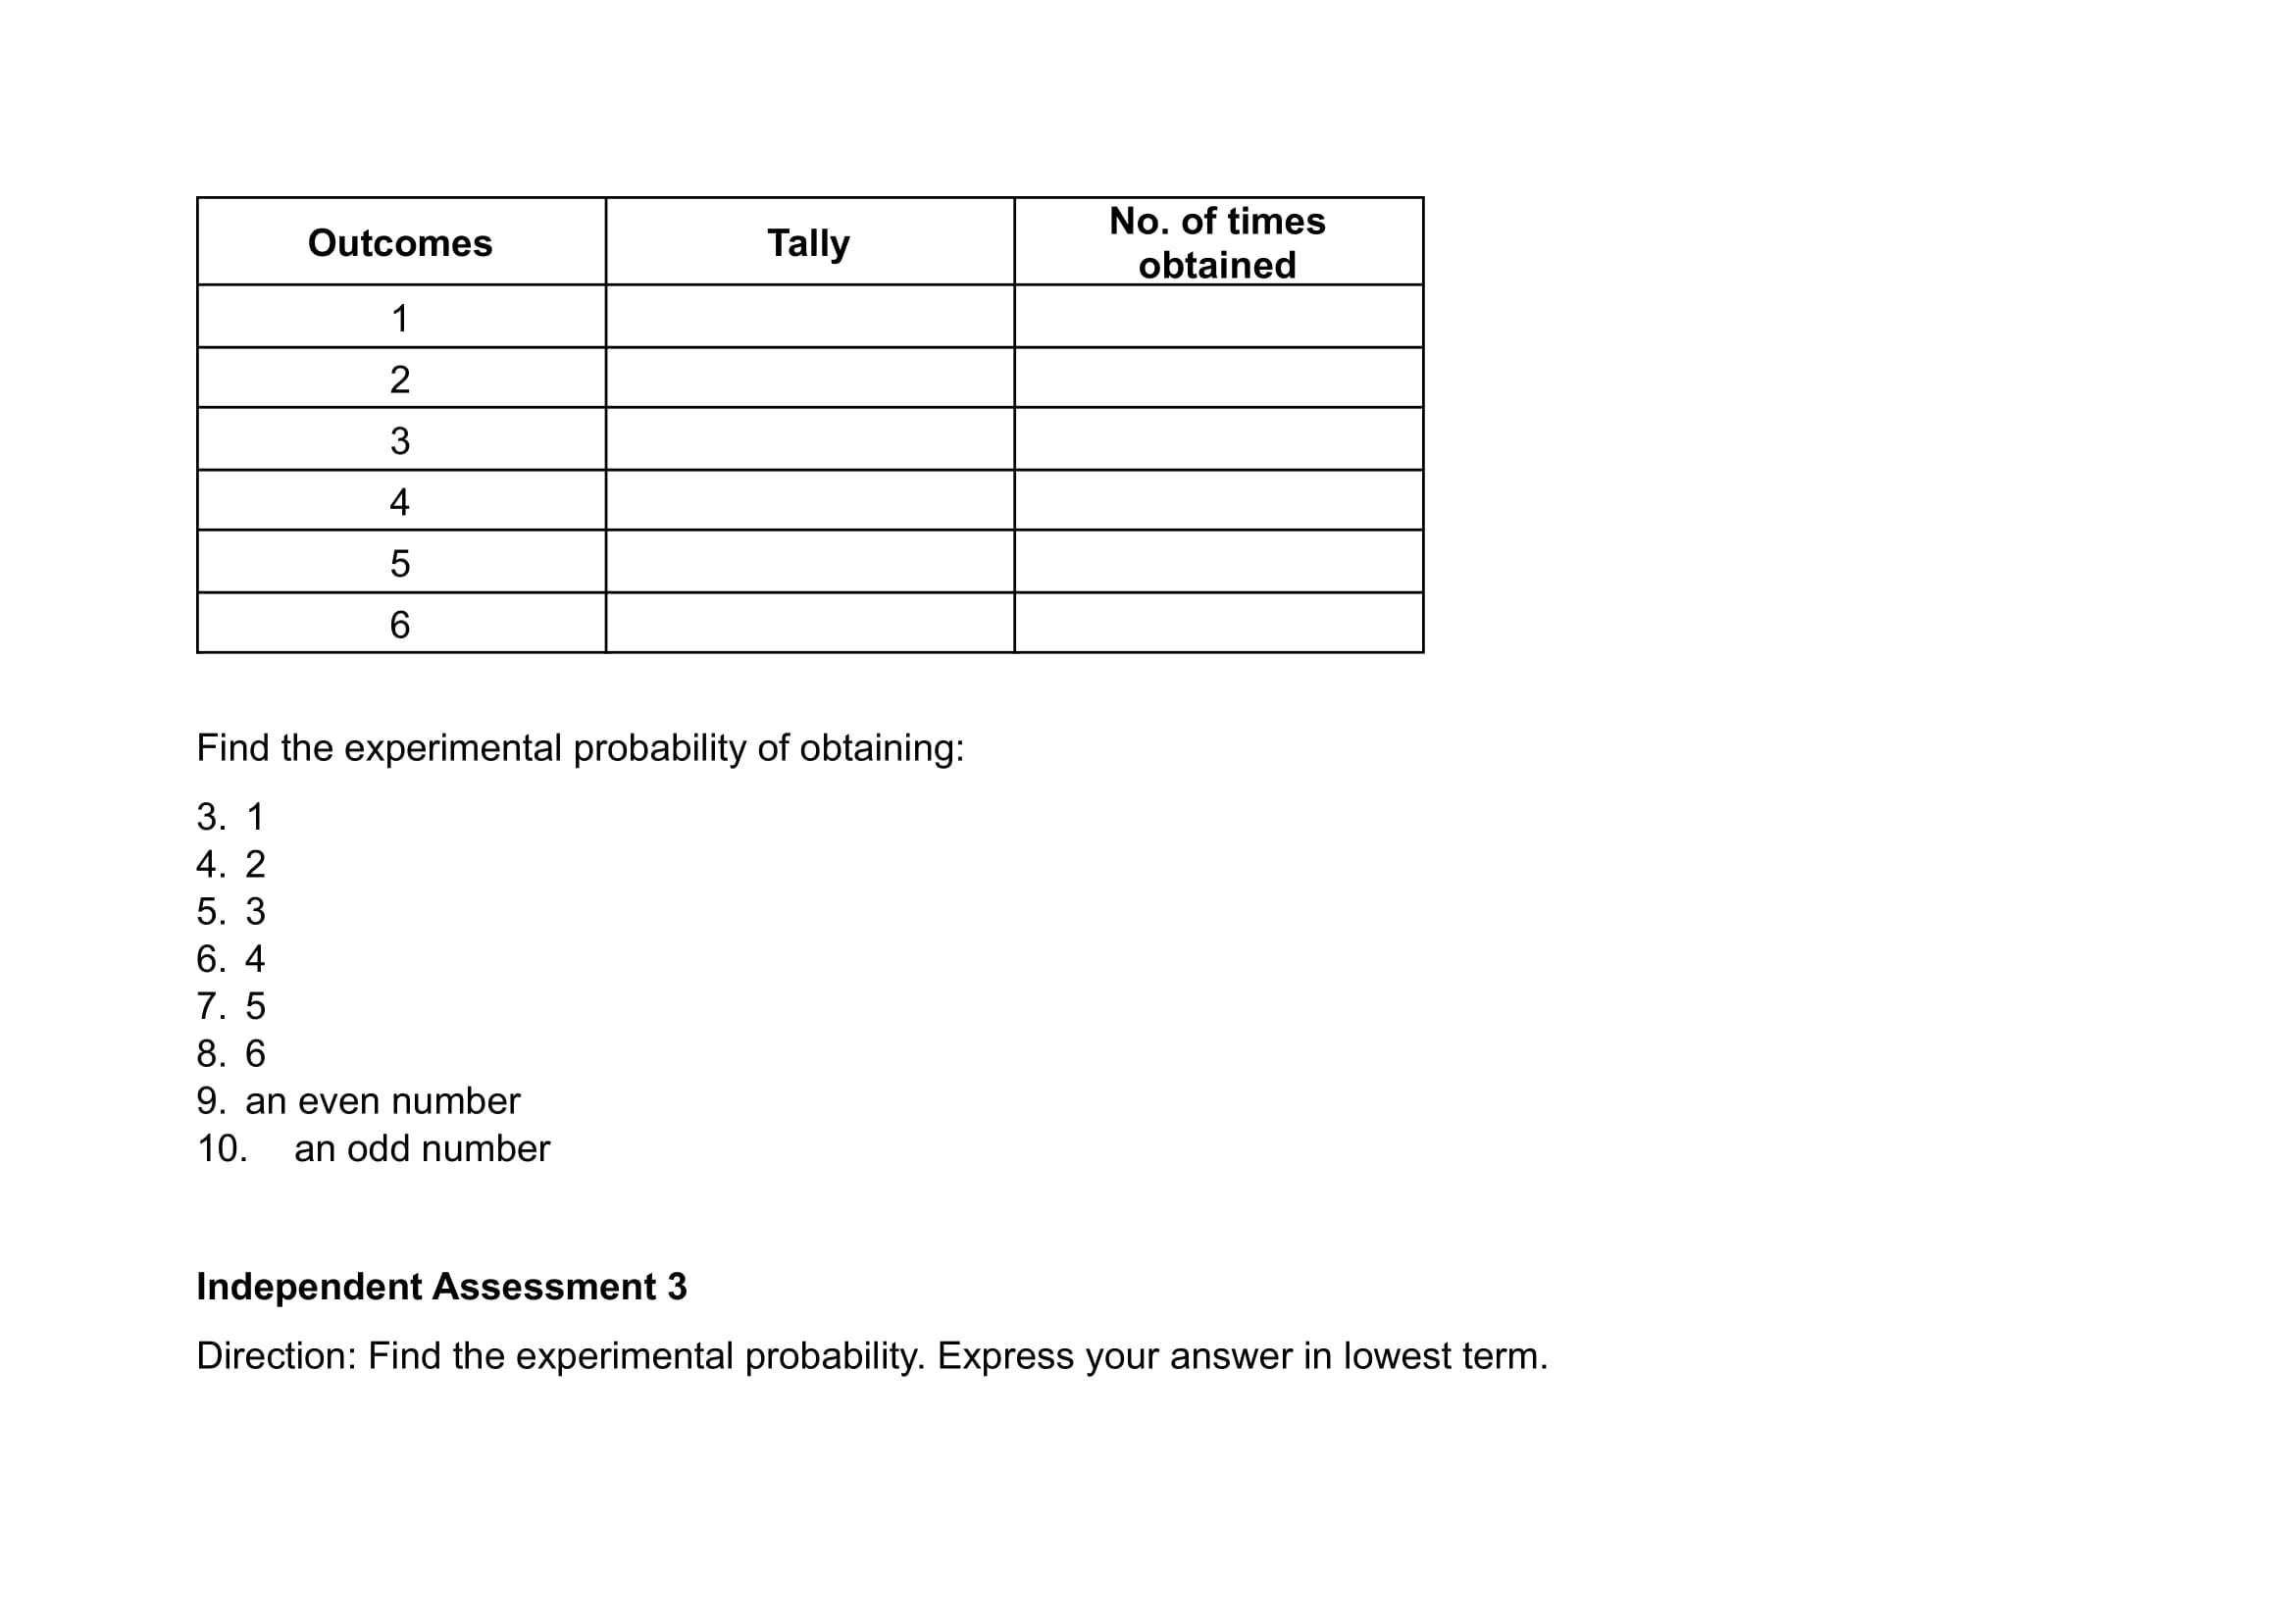 Outcomes Tally No. of times
obtained
1
2
3
4
5
6
Find the experimental probability of obtaining:
3. 1
4. 2
5. 3
6. 4
7. 5
8. 6
9. an even number
10. an odd number
Independent Assessment 3
Direction: Find the experimental probability. Express your answer in lowest term.